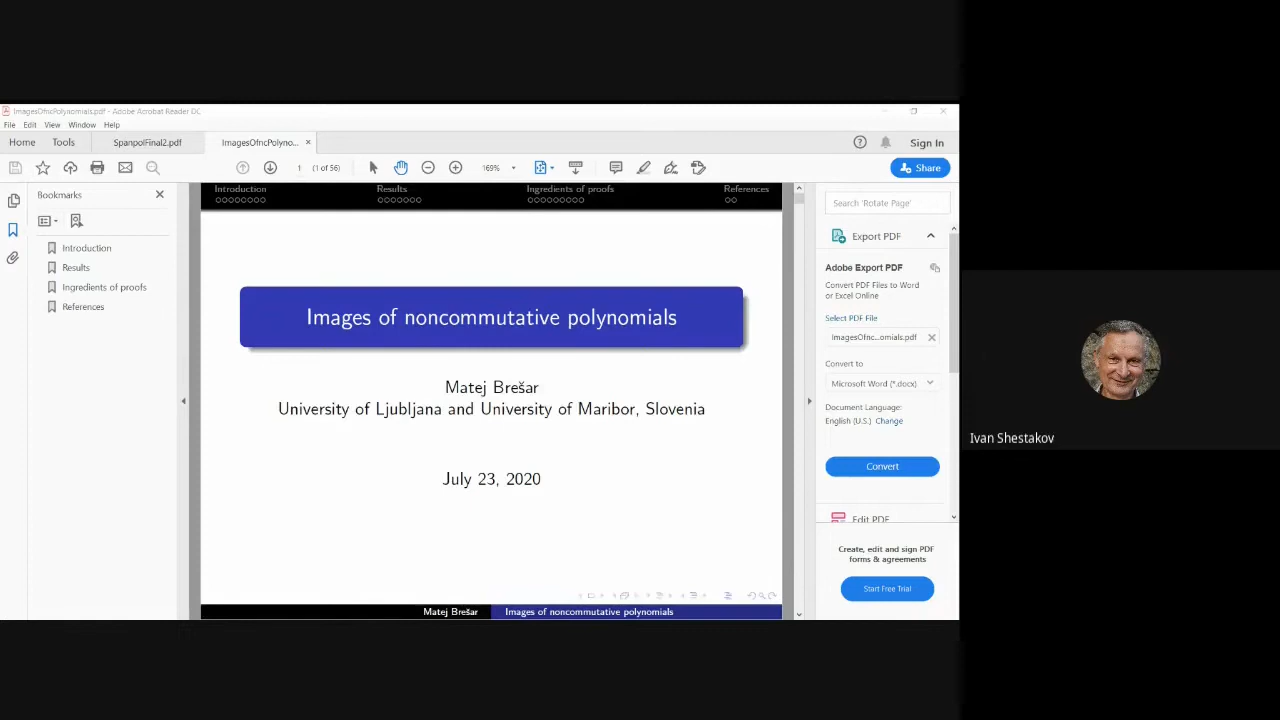 ImagesOfncPolynomials.pdf - Adobe Acrobat Reader DC
File Edit View Window Help
Home Tools SpanpolFinal2.pdf ImagesOfncPolyno... × Sign In
1 (1 of 56) 169% Share
Bookmarks
Introduction
Results
Ingredients of proofs
References
Introduction Results Ingredients of proofs References
Images of noncommutative polynomials
Matej Brešar
University of Ljubljana and University of Maribor, Slovenia
July 23, 2020
Matej Brešar Images of noncommutative polynomials
Search 'Rotate Page'
Export PDF
Adobe Export PDF
Convert PDF Files to Word
or Excel Online
Select PDF File
ImagesOfnc...omials.pdf
Convert to
Microsoft Word (*.docx)
Document Language:
English (U.S.) Change
Convert
Edit PDF
Create, edit and sign PDF
forms & agreements
Start Free Trial
Ivan Shestakov